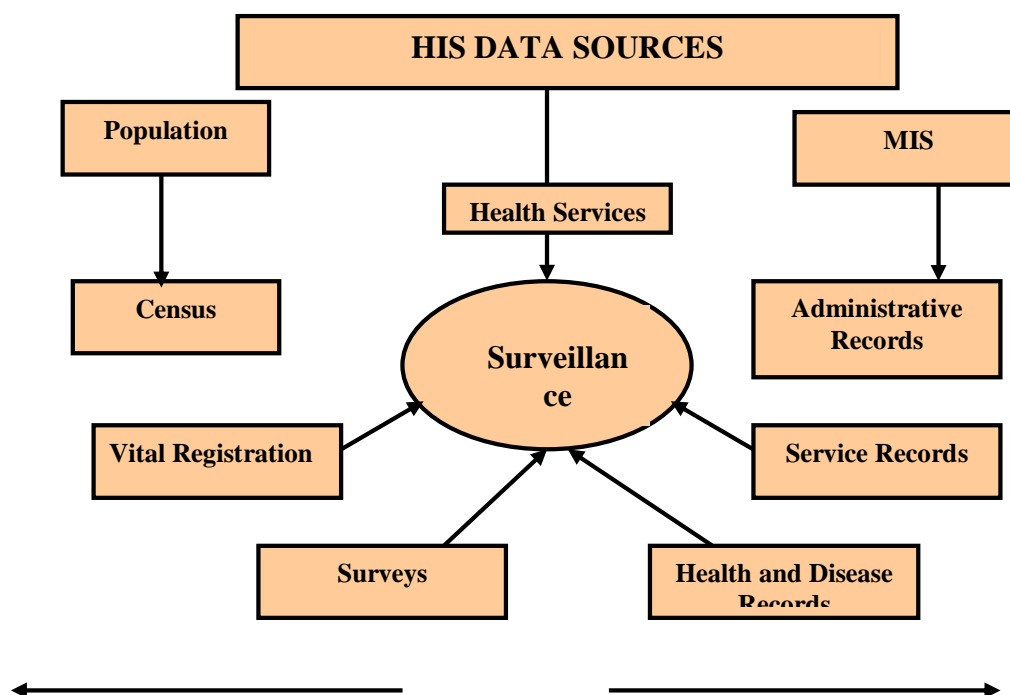 HIS DATA SOURCES
Population
MIS
Health Services
Census
Administrative
Records
Surveillan
ce
Vital Registration
Service Records
Surveys
Health and Disease
Records